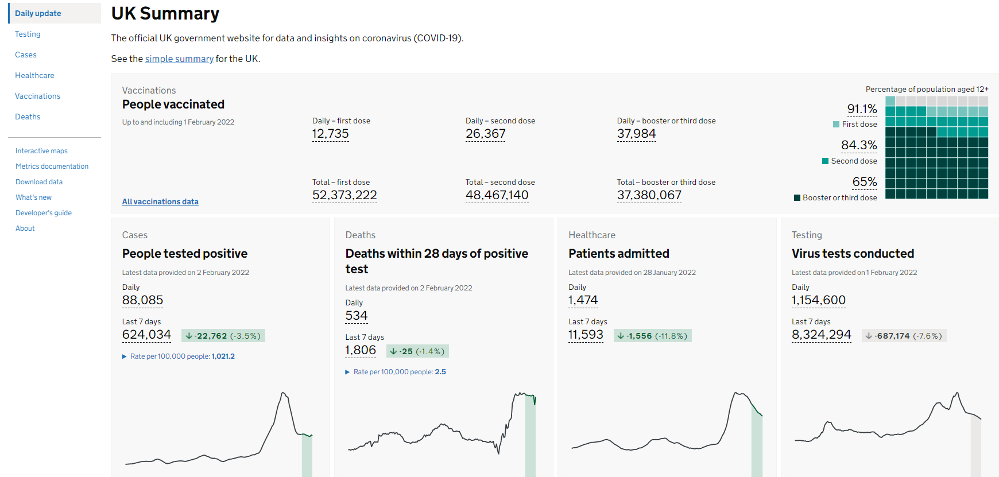 Daily update
Testing
Cases
Healthcare
Vaccinations
Deaths
Interactive maps
Metrics documentation
Download data
What's new
Developer's guide
About
UK Summary
The official UK government website for data and insights on coronavirus (COVID-19).
See the simple summary for the UK.
Vaccinations
People vaccinated
Up to and including 1 February 2022
All vaccinations data
Daily – first dose
12,735
Daily – second dose
26,367
Daily – booster or third dose
37,984
Total – first dose
52,373,222
Total – second dose
48,467,140
Total – booster or third dose
37,380,067
Percentage of population aged 12+
91.1%
First dose
84.3%
Second dose
65%
Booster or third dose
Cases
People tested positive
Latest data provided on 2 February 2022
Daily
88,085
Last 7 days
624,034 ↓ -22,762 (-3.5%)
► Rate per 100,000 people: 1,021.2
Deaths
Deaths within 28 days of positive
test
Latest data provided on 2 February 2022
Daily
534
Last 7 days
1,806 ↓ -25 (-1.4%)
► Rate per 100,000 people: 2.5
Healthcare
Patients admitted
Latest data provided on 28 January 2022
Daily
1,474
Last 7 days
11,593 ↓ -1,556 (-11.8%)
Testing
Virus tests conducted
Latest data provided on 1 February 2022
Daily
1,154,600
Last 7 days
8,324,294 ↓ -687,174 (-7.6%)